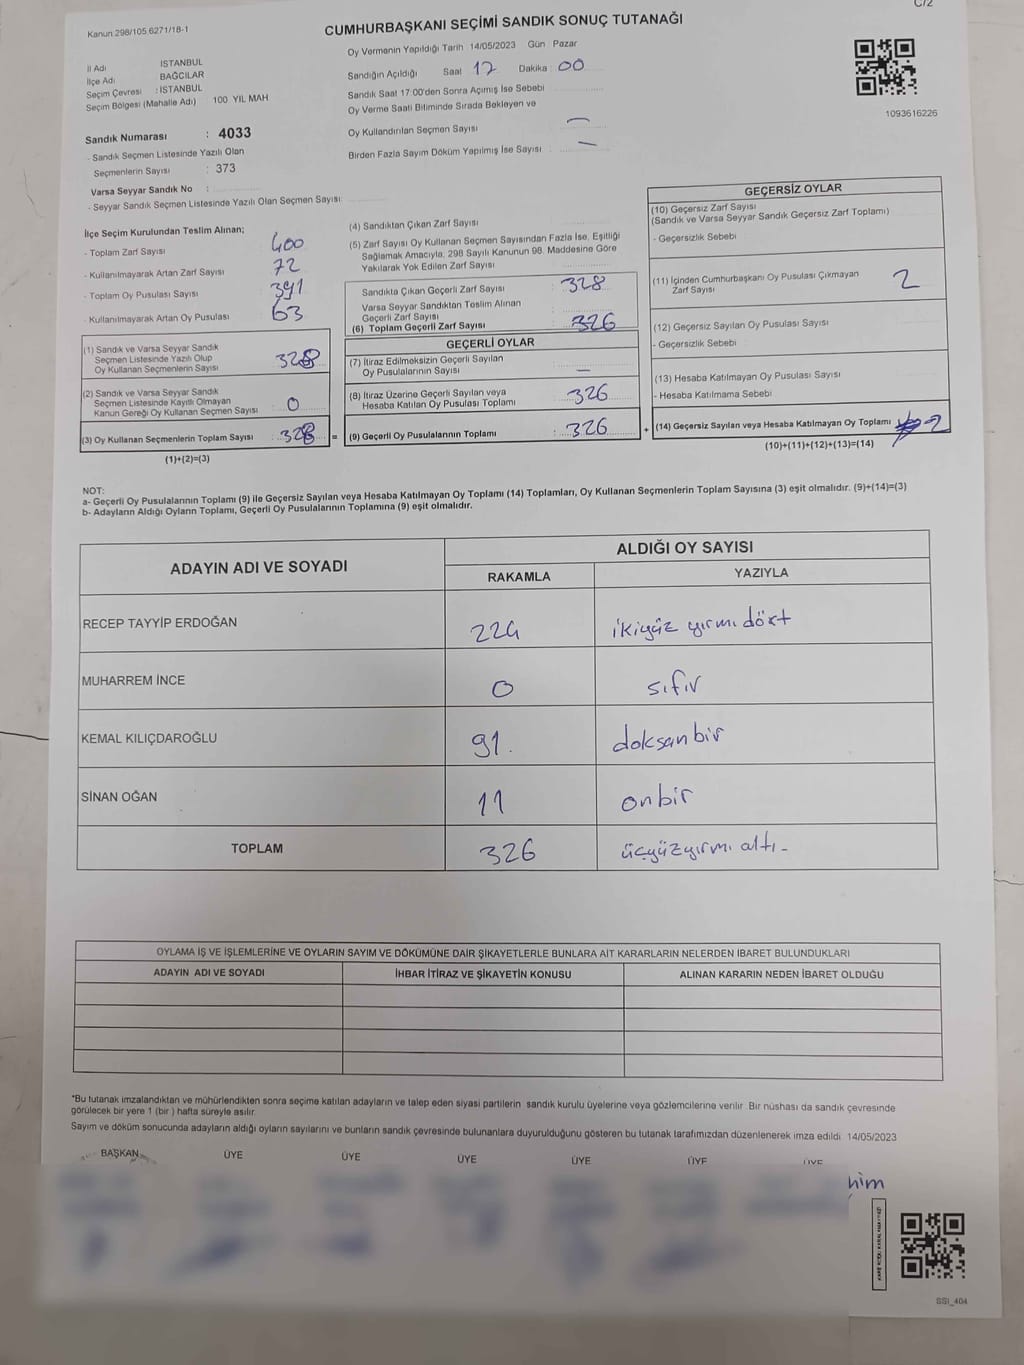 C/2
Kanun 298/105,6271/18-1
CUMHURBAŞKANI SEÇİMİ SANDIK SONUÇ TUTANAĞI
İl Adı İSTANBUL
İlçe Adı BAĞCILAR
Seçim Çevresi : İSTANBUL
Seçim Bölgesi (Mahalle Adı) 100 YIL MAH
Sandık Numarası : 4033
- Sandık Seçmen Listesinde Yazılı Olan
Seçmenlerin Sayısı : 373
Varsa Seyyar Sandık No :
- Seyyar Sandık Seçmen Listesinde Yazılı Olan Seçmen Sayısı:
Oy Vermenin Yapıldığı Tarih 14/05/2023 Gün Pazar
Sandığın Açıldığı Saat 17 Dakika : 00
Sandık Saat 17:00'den Sonra Açımış İse Sebebi
Oy Verme Saati Bitiminde Sırada Bekleyen ve
Oy Kullandırılan Seçmen Sayısı —
Birden Fazla Sayım Döküm Yapılmış İse Sayısı : —
1093616226
İlçe Seçim Kurulundan Teslim Alınan;
- Toplam Zarf Sayısı 400
- Kullanılmayarak Artan Zarf Sayısı : 72
- Toplam Oy Pusulası Sayısı 391
- Kullanılmayarak Artan Oy Pusulası 63
(1) Sandık ve Varsa Seyyar Sandık
Seçmen Listesinde Yazılı Olup
Oy Kullanan Seçmenlerin Sayısı 328
(2) Sandık ve Varsa Seyyar Sandık
Seçmen Listesinde Kayıtlı Olmayan
Kanun Gereği Oy Kullanan Seçmen Sayısı : 0
(3) Oy Kullanan Seçmenlerin Toplam Sayısı : 328 =
(1)+(2)=(3)
(4) Sandıktan Çıkan Zarf Sayısı
(5) Zarf Sayısı Oy Kullanan Seçmen Sayısından Fazla İse, Eşitliği
Sağlamak Amacıyla, 298 Sayılı Kanunun 98. Maddesine Göre
Yakılarak Yok Edilen Zarf Sayısı
Sandıkta Çıkan Geçerli Zarf Sayısı : 328
Varsa Seyyar Sandıktan Teslim Alınan
Geçerli Zarf Sayısı
(6) Toplam Geçerli Zarf Sayısı 326
GEÇERLİ OYLAR
(7) İtiraz Edilmeksizin Geçerli Sayılan
Oy Pusulalarının Sayısı : —
(8) İtiraz Üzerine Geçerli Sayılan veya
Hesaba Katılan Oy Pusulası Toplamı : 326
(9) Geçerli Oy Pusulalarının Toplamı : 326 +
GEÇERSİZ OYLAR
(10) Geçersiz Zarf Sayısı
(Sandık ve Varsa Seyyar Sandık Geçersiz Zarf Toplamı)
- Geçersizlik Sebebi
(11) İçinden Cumhurbaşkanı Oy Pusulası Çıkmayan
Zarf Sayısı 2
(12) Geçersiz Sayılan Oy Pusulası Sayısı
- Geçersizlik Sebebi
(13) Hesaba Katılmayan Oy Pusulası Sayısı
- Hesaba Katılmama Sebebi
(14) Geçersiz Sayılan veya Hesaba Katılmayan Oy Toplamı 2
(10)+(11)+(12)+(13)=(14)
NOT:
a- Geçerli Oy Pusulalarının Toplamı (9) ile Geçersiz Sayılan veya Hesaba Katılmayan Oy Toplamı (14) Toplamları, Oy Kullanan Seçmenlerin Toplam Sayısına (3) eşit olmalıdır. (9)+(14)=(3)
b- Adayların Aldığı Oyların Toplamı, Geçerli Oy Pusulalarının Toplamına (9) eşit olmalıdır.
ADAYIN ADI VE SOYADI ALDIĞI OY SAYISI
RAKAMLA YAZIYLA
RECEP TAYYİP ERDOĞAN 224 ikiyüz yirmi dört
MUHARREM İNCE 0 sıfır
KEMAL KILIÇDAROĞLU 91. doksanbir
SİNAN OĞAN 11 onbir
TOPLAM 326 üçyüzyirmi altı -
OYLAMA İŞ VE İŞLEMLERİNE VE OYLARIN SAYIM VE DÖKÜMÜNE DAİR ŞİKAYETLERLE BUNLARA AİT KARARLARIN NELERDEN İBARET BULUNDUKLARI
ADAYIN ADI VE SOYADI İHBAR İTİRAZ VE ŞİKAYETİN KONUSU ALINAN KARARIN NEDEN İBARET OLDUĞU
*Bu tutanak imzalandıktan ve mühürlendikten sonra seçime katılan adayların ve talep eden siyasi partilerin sandık kurulu üyelerine veya gözlemcilerine verilir. Bir nüshası da sandık çevresinde
görülecek bir yere 1 (bir ) hafta süreyle asılır.
Sayım ve döküm sonucunda adayların aldığı oyların sayılarını ve bunların sandık çevresinde bulunanlara duyurulduğunu gösteren bu tutanak tarafımızdan düzenlenerek imza edildi 14/05/2023
BAŞKAN ÜYE ÜYE ÜYE ÜYE ÜYE ÜYE
SSI_404